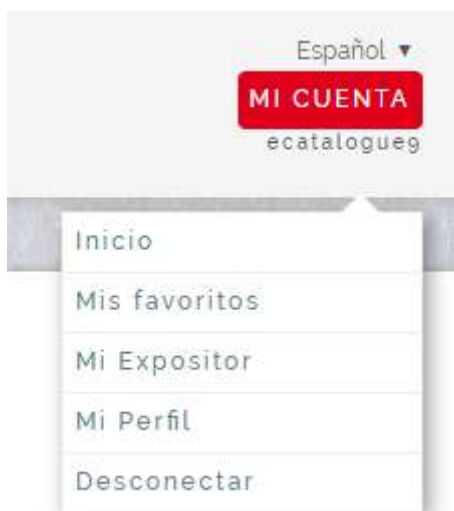 Español ▼
MI CUENTA
ecatalogue9
Inicio
Mis favoritos
Mi Expositor
Mi Perfil
Desconectar